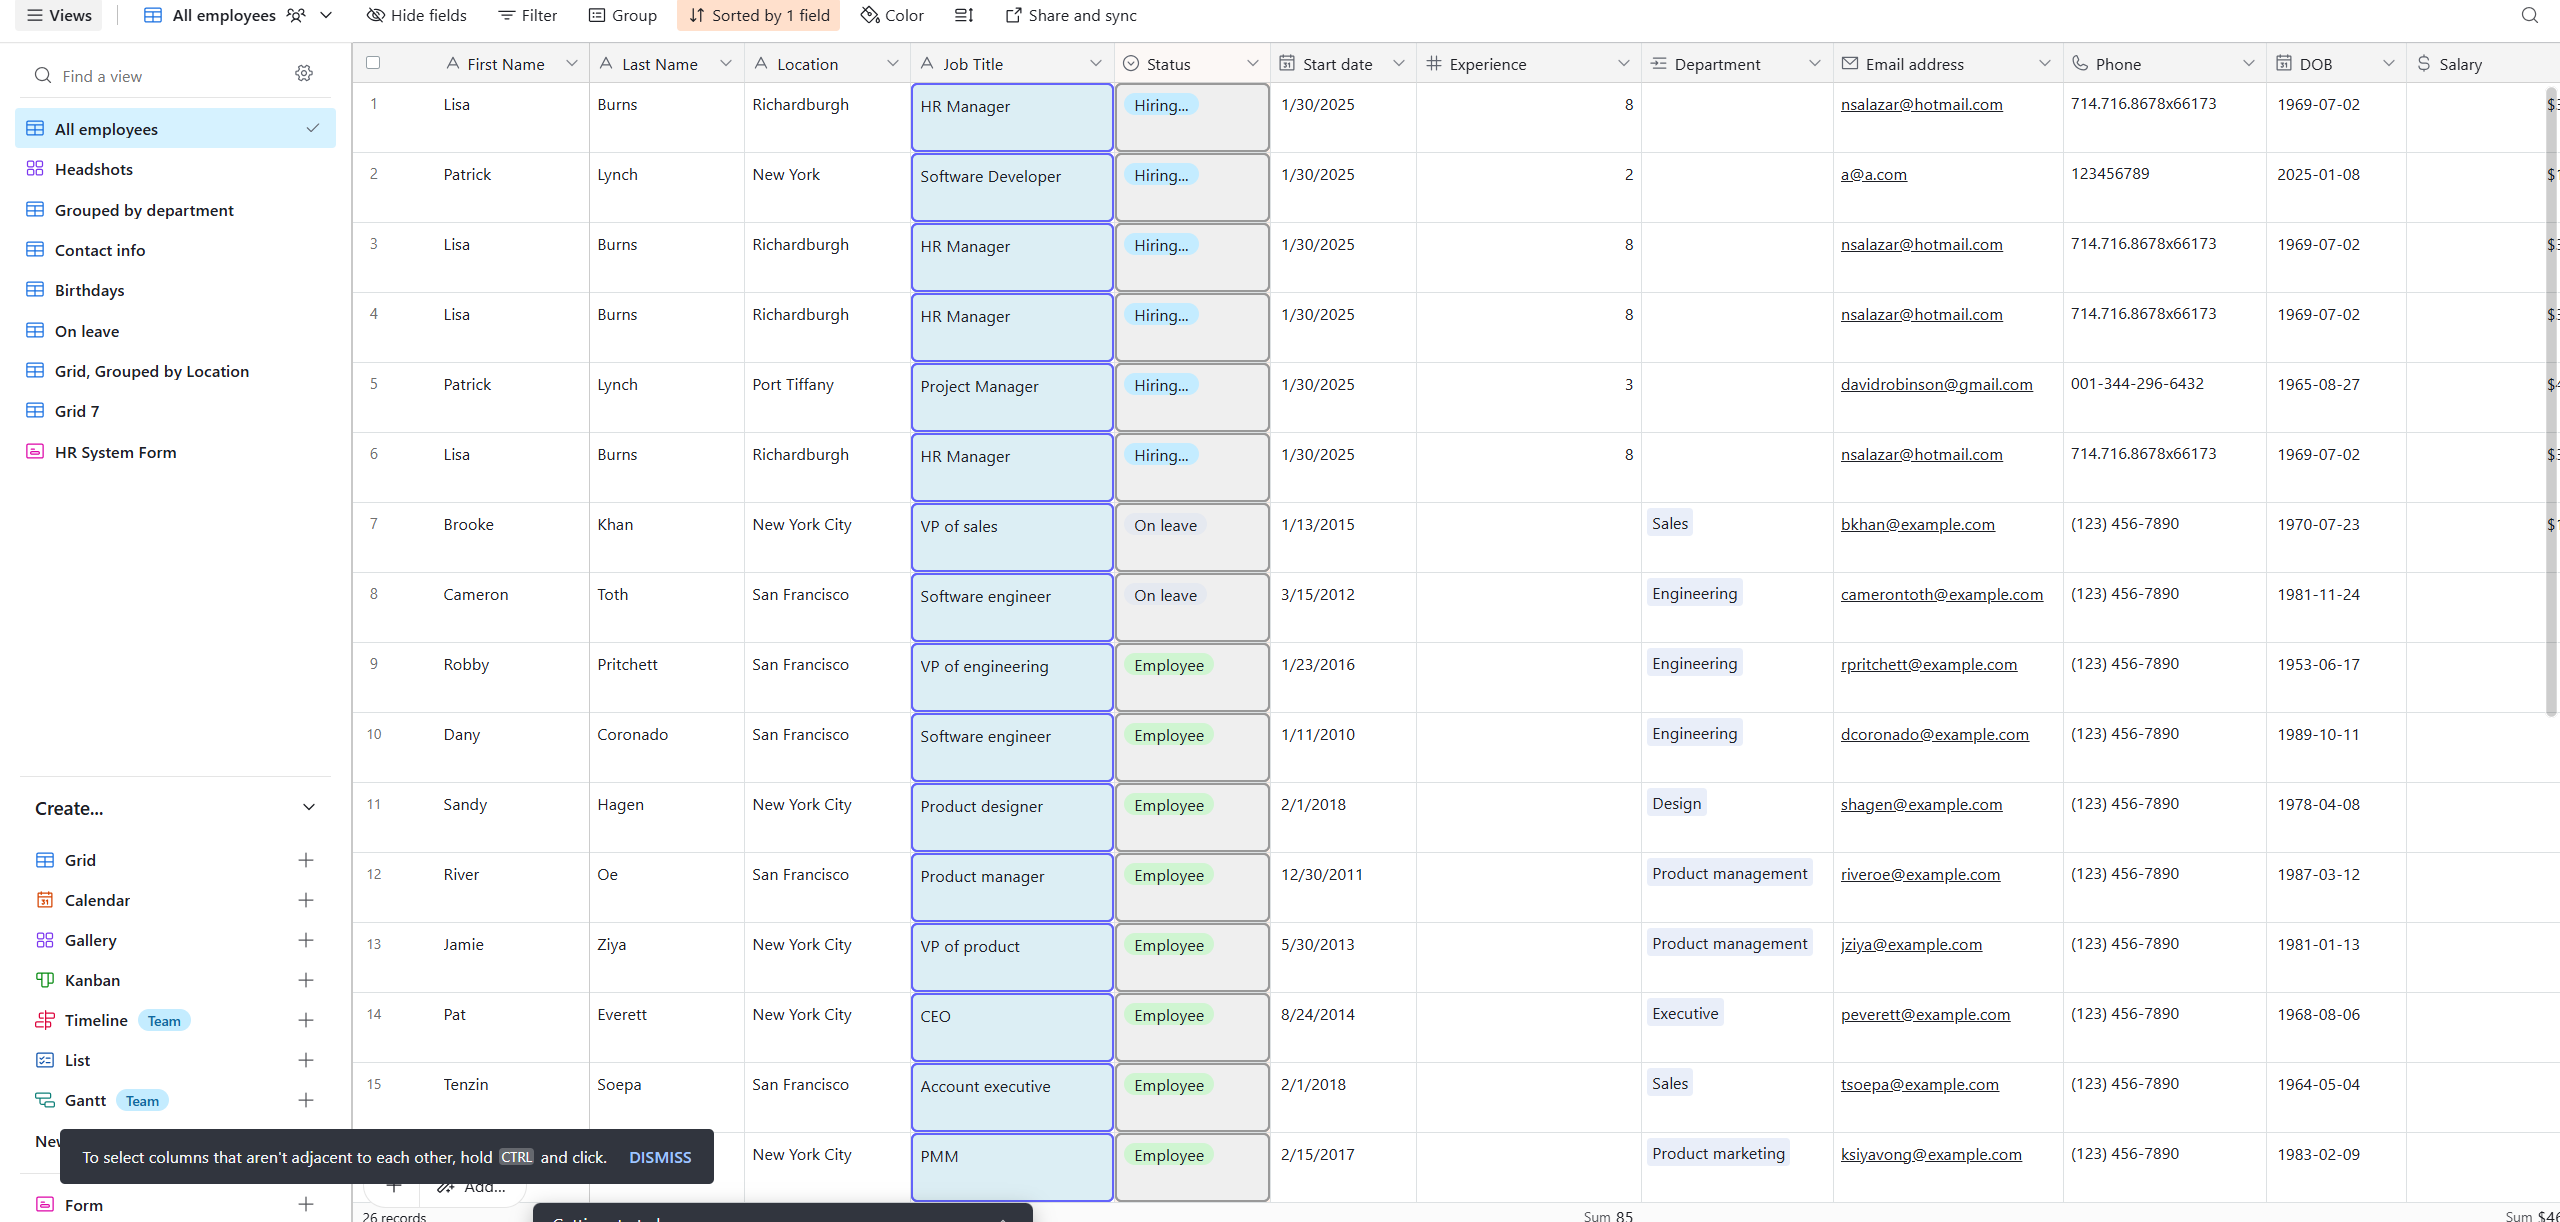 Views All employees Hide fields Filter Group Sorted by 1 field Color Share and sync
Find a view
All employees
Headshots
Grouped by department
Contact info
Birthdays
On leave
Grid, Grouped by Location
Grid 7
HR System Form
Create...
Grid
Calendar
Gallery
Kanban
Timeline Team
List
Gantt Team
New
Form
First Name Last Name Location Job Title Status Start date Experience Department Email address Phone DOB Salary
1 Lisa Burns Richardburgh HR Manager Hiring... 1/30/2025 8 nsalazar@hotmail.com 714.716.8678x66173 1969-07-02
2 Patrick Lynch New York Software Developer Hiring... 1/30/2025 2 a@a.com 123456789 2025-01-08
3 Lisa Burns Richardburgh HR Manager Hiring... 1/30/2025 8 nsalazar@hotmail.com 714.716.8678x66173 1969-07-02
4 Lisa Burns Richardburgh HR Manager Hiring... 1/30/2025 8 nsalazar@hotmail.com 714.716.8678x66173 1969-07-02
5 Patrick Lynch Port Tiffany Project Manager Hiring... 1/30/2025 3 davidrobinson@gmail.com 001-344-296-6432 1965-08-27
6 Lisa Burns Richardburgh HR Manager Hiring... 1/30/2025 8 nsalazar@hotmail.com 714.716.8678x66173 1969-07-02
7 Brooke Khan New York City VP of sales On leave 1/13/2015 Sales bkhan@example.com (123) 456-7890 1970-07-23
8 Cameron Toth San Francisco Software engineer On leave 3/15/2012 Engineering camerontoth@example.com (123) 456-7890 1981-11-24
9 Robby Pritchett San Francisco VP of engineering Employee 1/23/2016 Engineering rpritchett@example.com (123) 456-7890 1953-06-17
10 Dany Coronado San Francisco Software engineer Employee 1/11/2010 Engineering dcoronado@example.com (123) 456-7890 1989-10-11
11 Sandy Hagen New York City Product designer Employee 2/1/2018 Design shagen@example.com (123) 456-7890 1978-04-08
12 River Oe San Francisco Product manager Employee 12/30/2011 Product management riveroe@example.com (123) 456-7890 1987-03-12
13 Jamie Ziya New York City VP of product Employee 5/30/2013 Product management jziya@example.com (123) 456-7890 1981-01-13
14 Pat Everett New York City CEO Employee 8/24/2014 Executive peverett@example.com (123) 456-7890 1968-08-06
15 Tenzin Soepa San Francisco Account executive Employee 2/1/2018 Sales tsoepa@example.com (123) 456-7890 1964-05-04
New York City PMM Employee 2/15/2017 Product marketing ksiyavong@example.com (123) 456-7890 1983-02-09
To select columns that aren't adjacent to each other, hold CTRL and click. DISMISS
Add...
26 records Sum 85 Sum